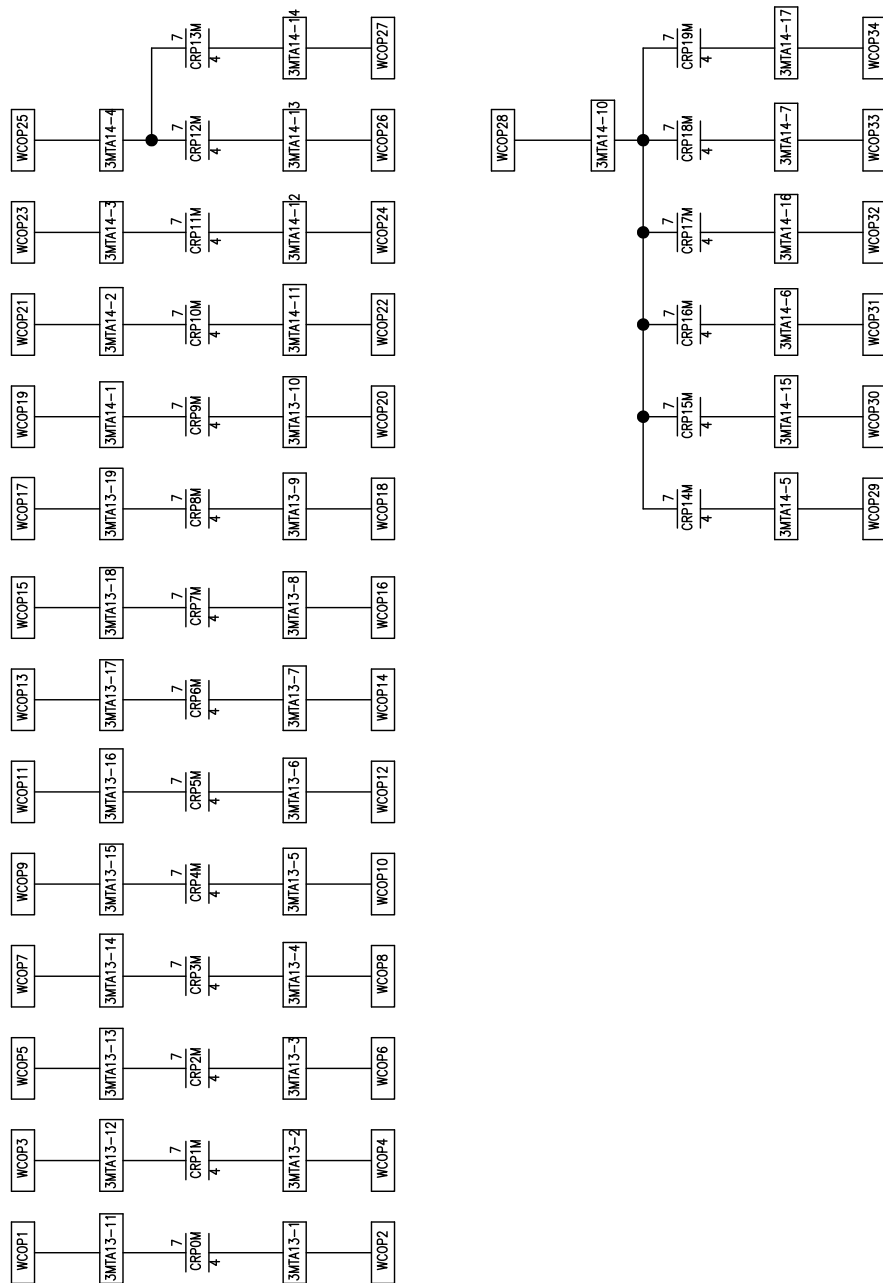 WCOP1
3MTA13-11
7
CRP0M
4
3MTA13-1
WCOP2
WCOP3
3MTA13-12
7
CRP1M
4
3MTA13-2
WCOP4
WCOP5
3MTA13-13
7
CRP2M
4
3MTA13-3
WCOP6
WCOP7
3MTA13-14
7
CRP3M
4
3MTA13-4
WCOP8
WCOP9
3MTA13-15
7
CRP4M
4
3MTA13-5
WCOP10
WCOP11
3MTA13-16
7
CRP5M
4
3MTA13-6
WCOP12
WCOP13
3MTA13-17
7
CRP6M
4
3MTA13-7
WCOP14
WCOP15
3MTA13-18
7
CRP7M
4
3MTA13-8
WCOP16
WCOP17
3MTA13-19
7
CRP8M
4
3MTA13-9
WCOP18
WCOP19
3MTA14-1
7
CRP9M
4
3MTA13-10
WCOP20
WCOP21
3MTA14-2
7
CRP10M
4
3MTA14-11
WCOP22
WCOP23
3MTA14-3
7
CRP11M
4
3MTA14-12
WCOP24
WCOP25
3MTA14-4
7
CRP12M
4
3MTA14-13
WCOP26
7
CRP13M
4
3MTA14-14
WCOP27
WCOP28
3MTA14-10
7
CRP14M
4
3MTA14-5
WCOP29
7
CRP15M
4
3MTA14-15
WCOP30
7
CRP16M
4
3MTA14-6
WCOP31
7
CRP17M
4
3MTA14-16
WCOP32
7
CRP18M
4
3MTA14-7
WCOP33
7
CRP19M
4
3MTA14-17
WCOP34